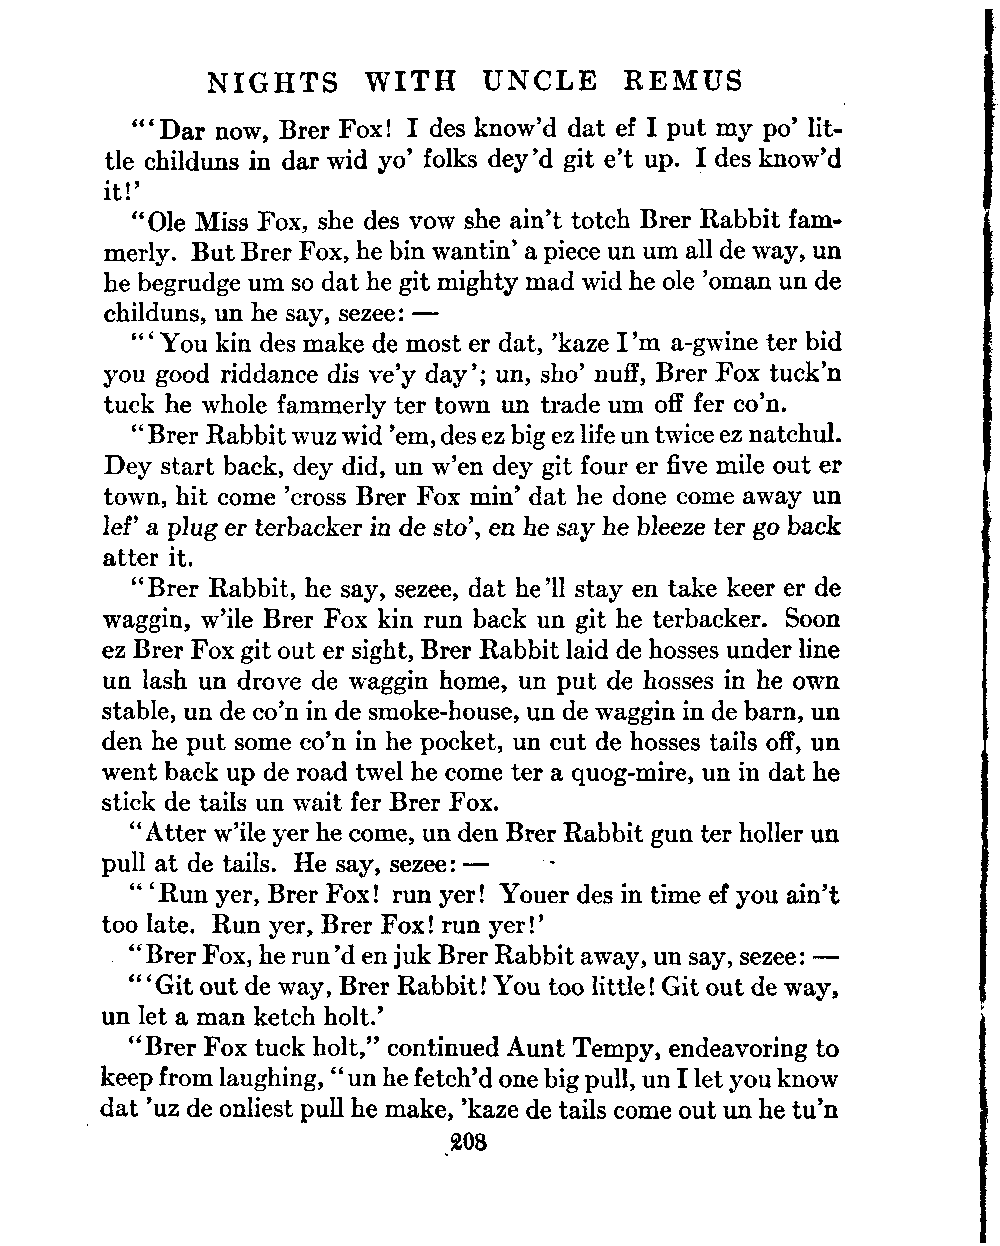 NIGHTS WITH UNCLE REMUS
"'Dar now, Brer Fox! I des know'd dat ef I put my po' lit-
tle childuns in dar wid yo' folks dey'd git e't up. I des know'd
it!'
"Ole Miss Fox, she des vow she ain't totch Brer Rabbit fam-
merly. But Brer Fox, he bin wantin' a piece un um all de way, un
he begrudge um so dat he git mighty mad wid he ole 'oman un de
childuns, un he say, sezee: —
"'You kin des make de most er dat, 'kaze I'm a-gwine ter bid
you good riddance dis ve'y day'; un, sho' nuff, Brer Fox tuck'n
tuck he whole fammerly ter town un trade um off fer co'n.
"Brer Rabbit wuz wid 'em, des ez big ez life un twice ez natchul.
Dey start back, dey did, un w'en dey git four er five mile out er
town, hit come 'cross Brer Fox min' dat he done come away un
lef' a plug er terbacker in de sto', en he say he bleeze ter go back
atter it.
"Brer Rabbit, he say, sezee, dat he'll stay en take keer er de
waggin, w'ile Brer Fox kin run back un git he terbacker. Soon
ez Brer Fox git out er sight, Brer Rabbit laid de hosses under line
un lash un drove de waggin home, un put de hosses in he own
stable, un de co'n in de smoke-house, un de waggin in de barn, un
den he put some co'n in he pocket, un cut de hosses tails off, un
went back up de road twel he come ter a quog-mire, un in dat he
stick de tails un wait fer Brer Fox.
"Atter w'ile yer he come, un den Brer Rabbit gun ter holler un
pull at de tails. He say, sezee: —
"'Run yer, Brer Fox! run yer! Youer des in time ef you ain't
too late. Run yer, Brer Fox! run yer!'
"Brer Fox, he run'd en juk Brer Rabbit away, un say, sezee: —
"'Git out de way, Brer Rabbit! You too little! Git out de way,
un let a man ketch holt.'
"Brer Fox tuck holt," continued Aunt Tempy, endeavoring to
keep from laughing, "un he fetch'd one big pull, un I let you know
dat 'uz de onliest pull he make, 'kaze de tails come out un he tu'n
208